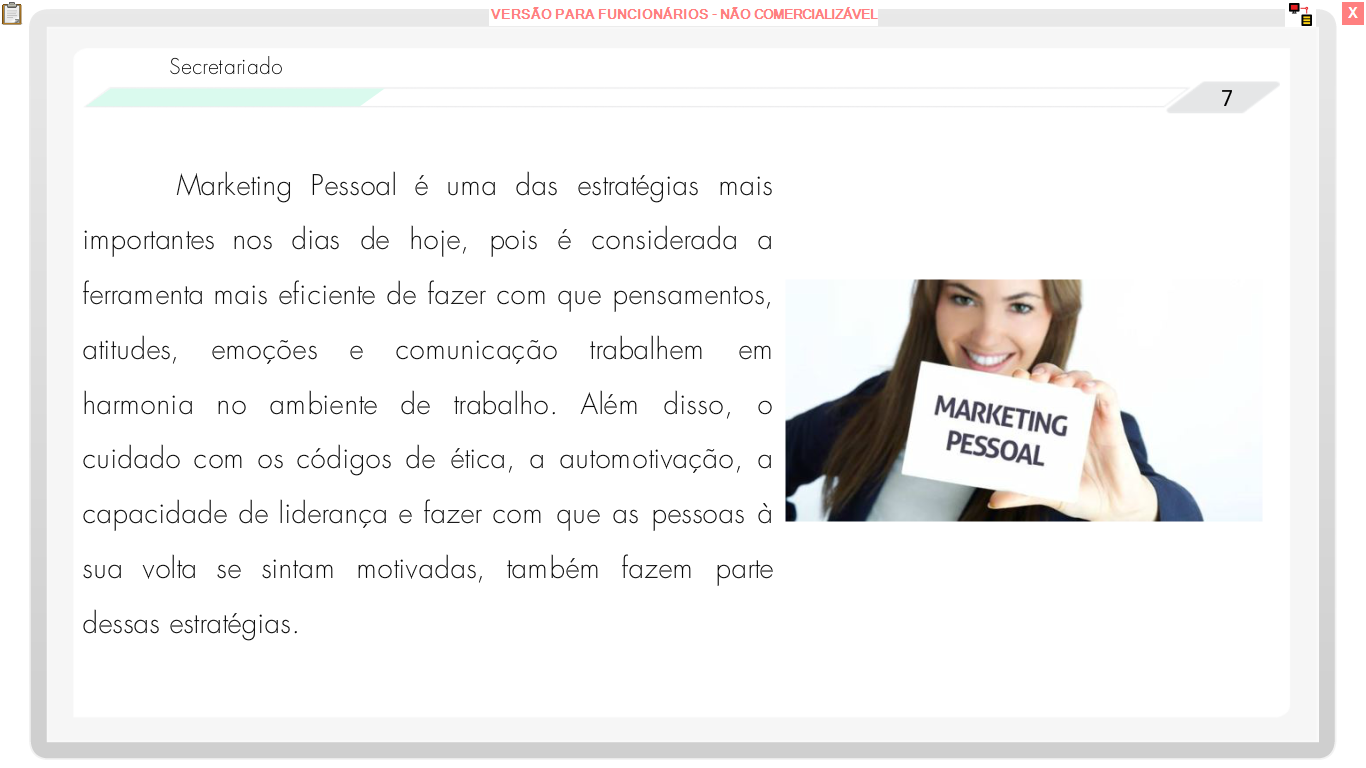 VERSÃO PARA FUNCIONÁRIOS - NÃO COMERCIALIZÁVEL
X
Secretariado
7
Marketing Pessoal é uma das estratégias mais
importantes nos dias de hoje, pois é considerada a
ferramenta mais eficiente de fazer com que pensamentos,
atitudes, emoções e comunicação trabalhem em
harmonia no ambiente de trabalho. Além disso, o
cuidado com os códigos de ética, a automotivação, a
capacidade de liderança e fazer com que as pessoas à
sua volta se sintam motivadas, também fazem parte
dessas estratégias.
MARKETING
PESSOAL